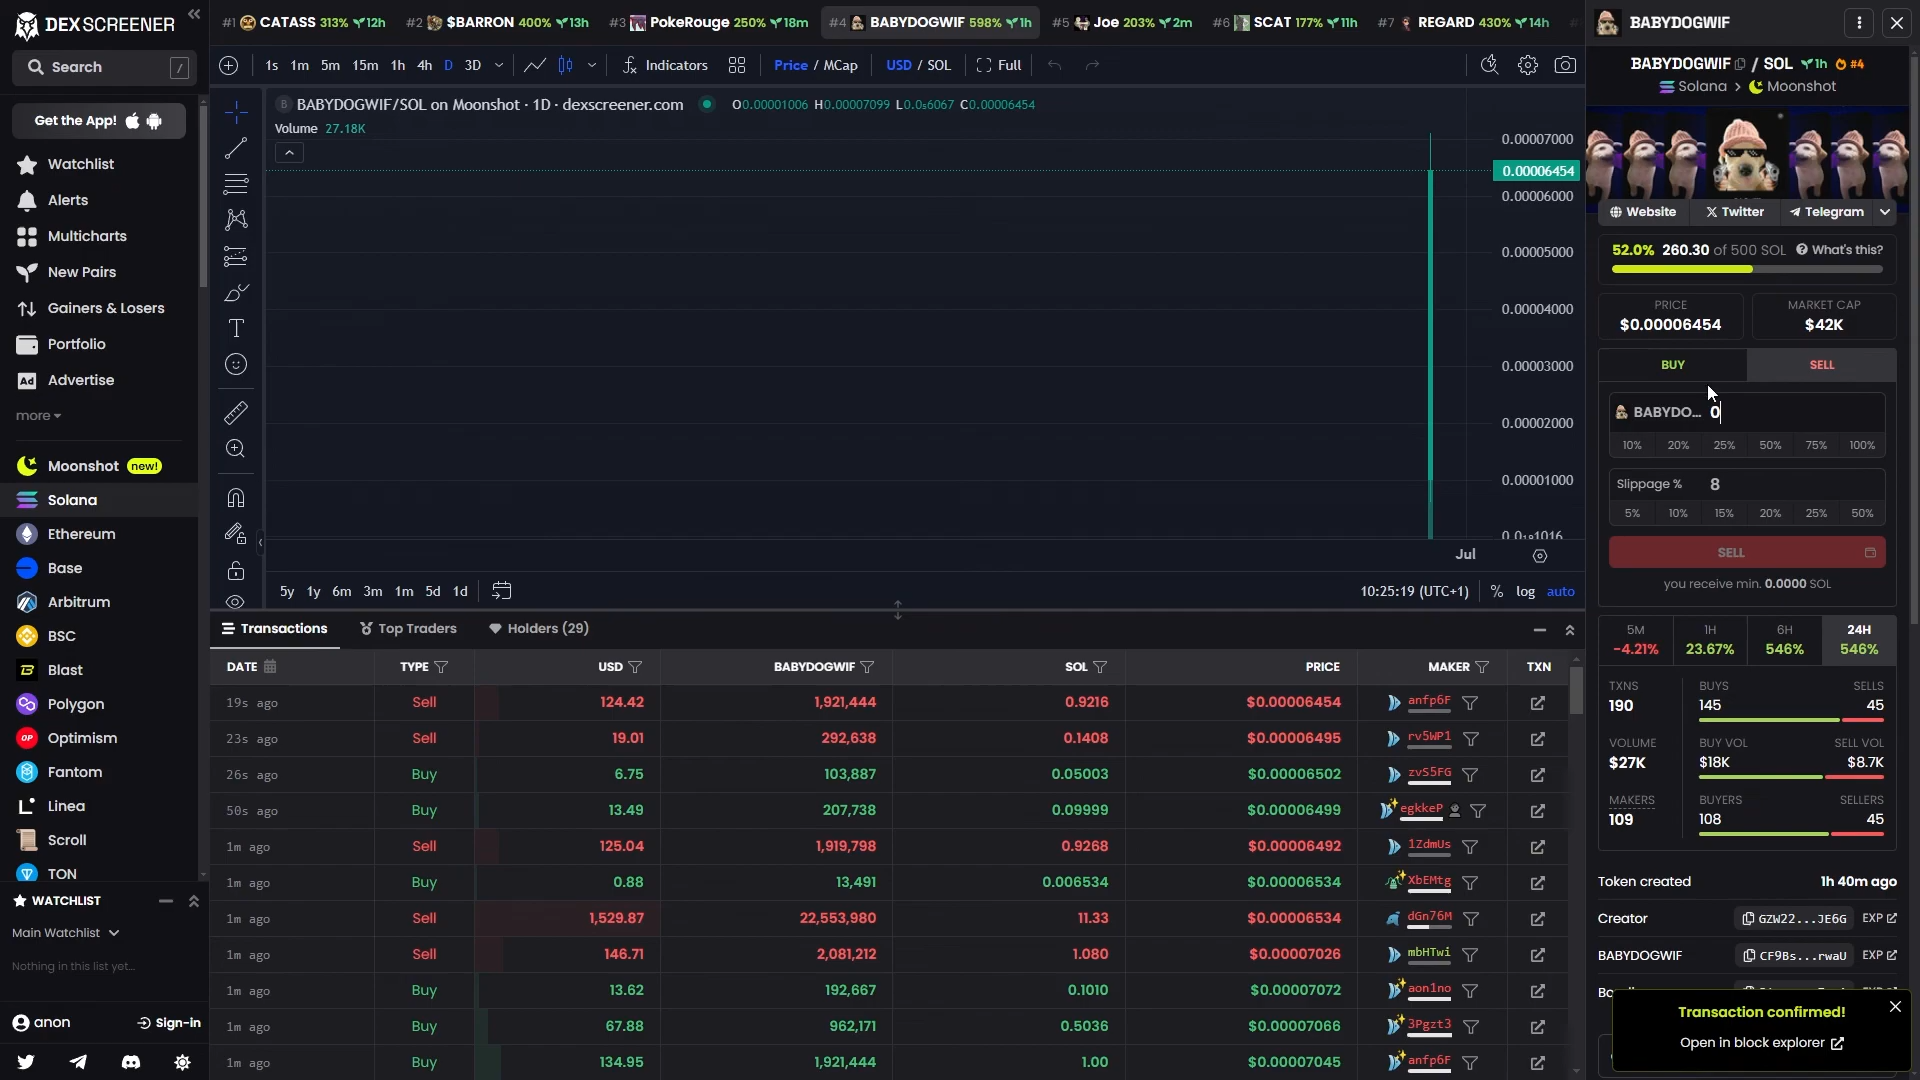 DEX SCREENER
Search /
Get the App!
Watchlist
Alerts
Multicharts
New Pairs
Gainers & Losers
Portfolio
Ad Advertise
more
Moonshot new!
Solana
Ethereum
Base
Arbitrum
BSC
Blast
Polygon
OP Optimism
Fantom
Linea
Scroll
TON
WATCHLIST
Main Watchlist
Nothing in this list yet...
anon Sign-in
#1 CATASS 313% 12h #2 $BARRON 400% 13h #3 PokeRouge 250% 18m #4 BABYDOGWIF 598% 1h #5 Joe 203% 2m #6 SCAT 177% 11h #7 REGARD 430% 14h
1s 1m 5m 15m 1h 4h D 3D Indicators Price / MCap USD / SOL Full
B BABYDOGWIF/SOL on Moonshot · 1D · dexscreener.com O0.00001006 H0.00007099 L0.0₅6067 C0.00006454
Volume 27.18K
0.00007000
0.00006454
0.00006000
0.00005000
0.00004000
0.00003000
0.00002000
0.00001000
Jul
5y 1y 6m 3m 1m 5d 1d 10:25:19 (UTC+1) % log auto
Transactions Top Traders Holders (29)
DATE TYPE USD BABYDOGWIF SOL PRICE MAKER TXN
19s ago Sell 124.42 1,921,444 0.9216 $0.00006454 anfp6F
23s ago Sell 19.01 292,638 0.1408 $0.00006495 rv5WP1
26s ago Buy 6.75 103,887 0.05003 $0.00006502 zvS5FG
50s ago Buy 13.49 207,738 0.09999 $0.00006499 egkkeP
1m ago Sell 125.04 1,919,798 0.9268 $0.00006492 1ZdmUs
1m ago Buy 0.88 13,491 0.006534 $0.00006534 XbEMtg
1m ago Sell 1,529.87 22,553,980 11.33 $0.00006534 dGn76M
1m ago Sell 146.71 2,081,212 1.080 $0.00007026 mbHTwi
1m ago Buy 13.62 192,667 0.1010 $0.00007072 aon1no
1m ago Buy 67.88 962,171 0.5036 $0.00007066 3Pgzt3
1m ago Buy 134.95 1,921,444 1.00 $0.00007045 anfp6F
BABYDOGWIF
BABYDOGWIF / SOL 1h #4
Solana > Moonshot
Website Twitter Telegram
52.0% 260.30 of 500 SOL What's this?
PRICE MARKET CAP
$0.00006454 $42K
BUY SELL
BABYDO... 0
10% 20% 25% 50% 75% 100%
Slippage % 8
5% 10% 15% 20% 25% 50%
SELL
you receive min. 0.0000 SOL
5M 1H 6H 24H
-4.21% 23.67% 546% 546%
TXNS BUYS SELLS
190 145 45
VOLUME BUY VOL SELL VOL
$27K $18K $8.7K
MAKERS BUYERS SELLERS
109 108 45
Token created 1h 40m ago
Creator GZW22...JE6G EXP
BABYDOGWIF CF9Bs...rwaU EXP
Transaction confirmed!
Open in block explorer